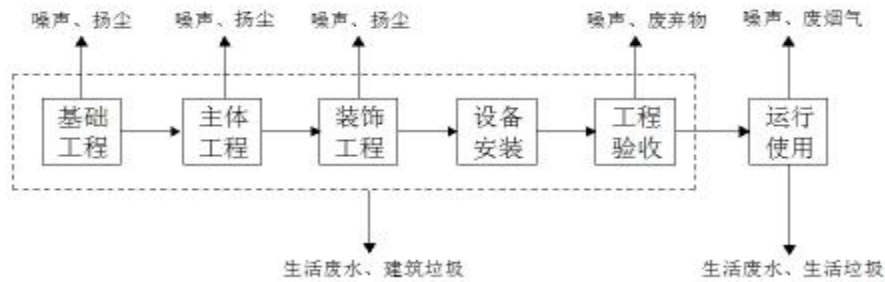 噪声、扬尘
噪声、扬尘
噪声、扬尘
噪声、废弃物
噪声、废烟气
基础
工程
主体
工程
装饰
工程
设备
安装
工程
验收
运行
使用
生活废水、建筑垃圾
生活废水、生活垃圾